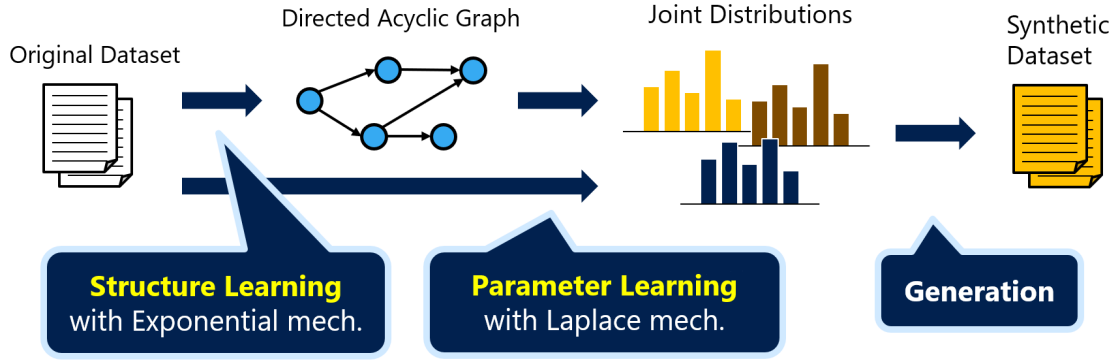 Original Dataset
Directed Acyclic Graph
Joint Distributions
Synthetic
Dataset
Structure Learning
with Exponential mech.
Parameter Learning
with Laplace mech.
Generation